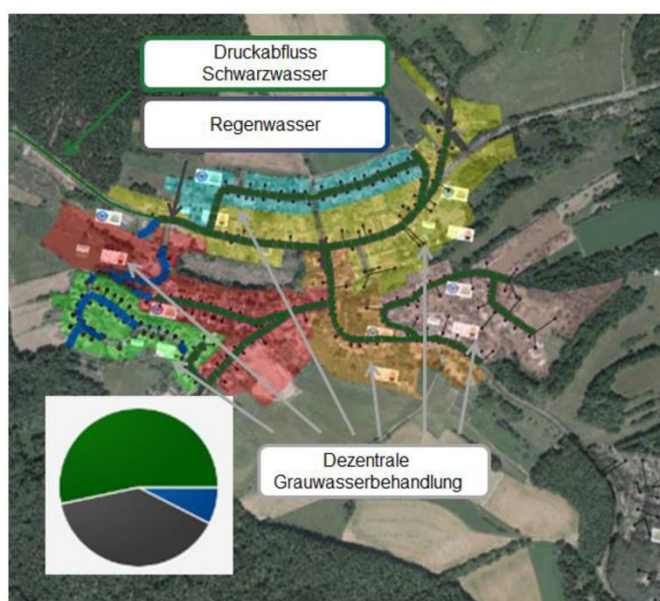 Druckabfluss
Schwarzwasser
Regenwasser
Dezentrale
Grauwasserbehandlung